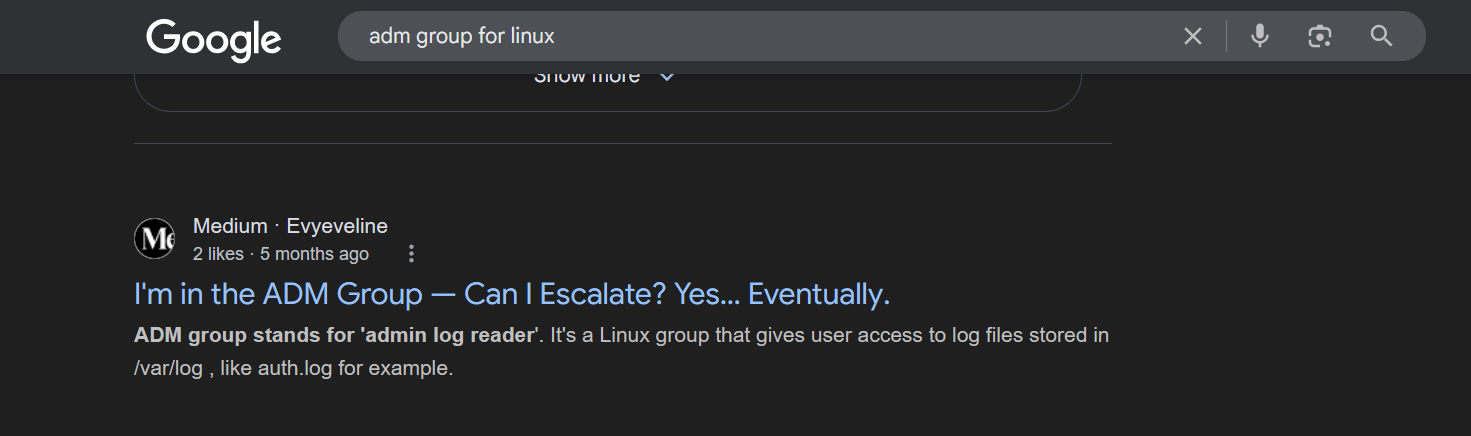 Google
adm group for linux
Show more
Medium · Evyeveline
2 likes · 5 months ago
I'm in the ADM Group — Can I Escalate? Yes... Eventually.
ADM group stands for 'admin log reader'. It's a Linux group that gives user access to log files stored in
/var/log , like auth.log for example.